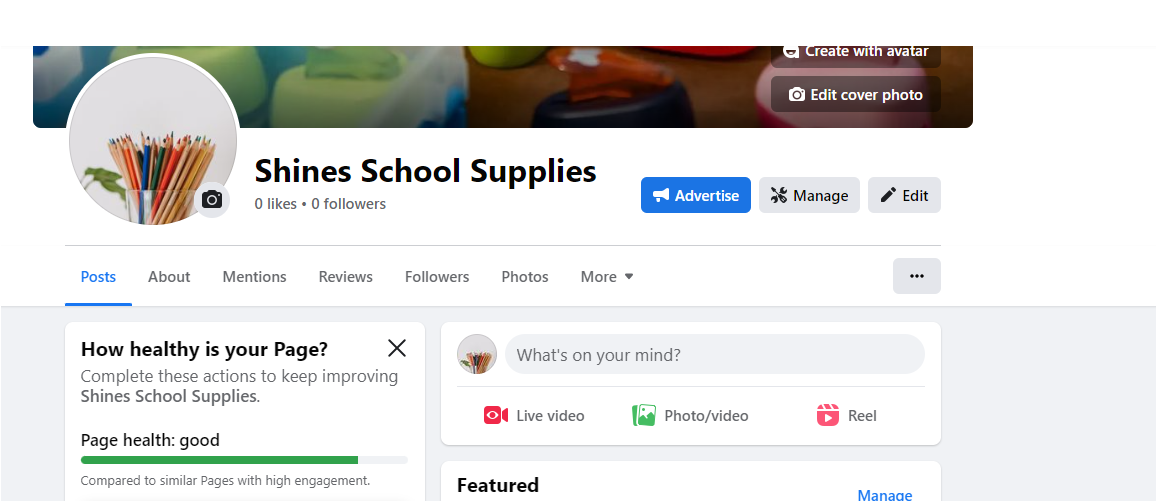 Create with avatar
Edit cover photo
Shines School Supplies
0 likes • 0 followers
Advertise
Manage
Edit
Posts
About
Mentions
Reviews
Followers
Photos
More
How healthy is your Page?
Complete these actions to keep improving
Shines School Supplies.
Page health: good
Compared to similar Pages with high engagement.
What's on your mind?
Live video
Photo/video
Reel
Featured
Manage